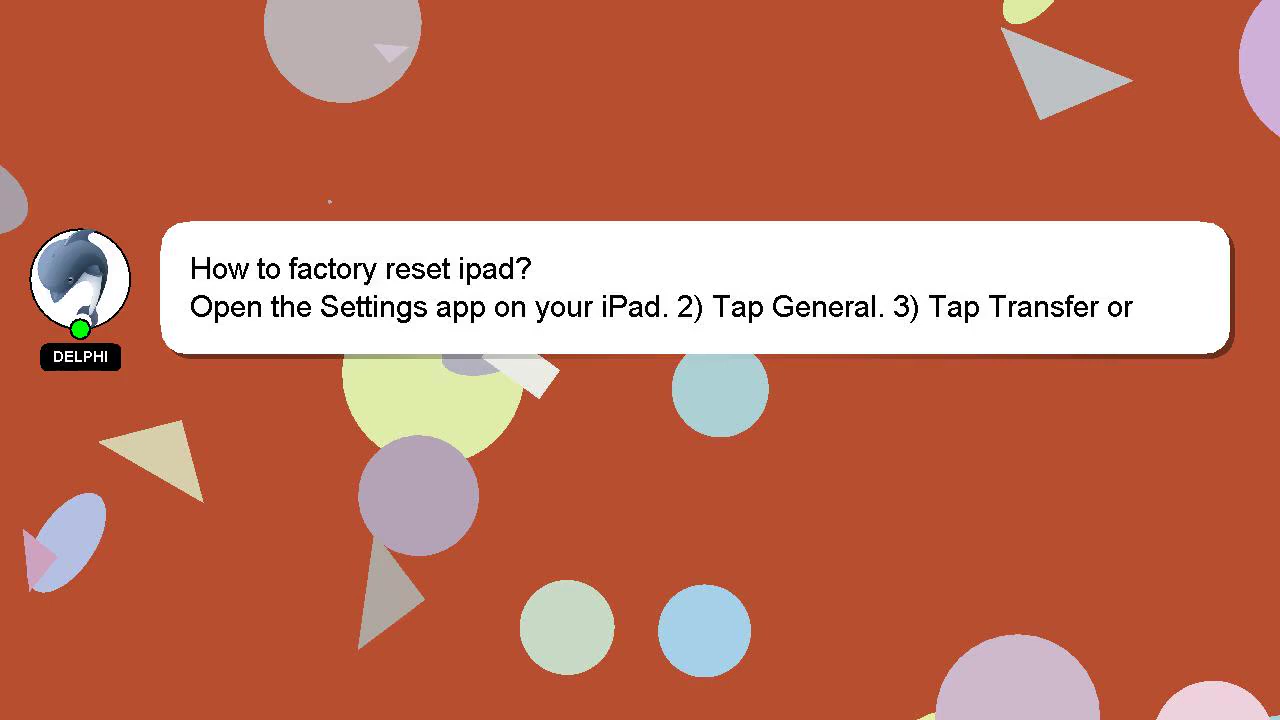 How to factory reset ipad?
Open the Settings app on your iPad. 2) Tap General. 3) Tap Transfer or
DELPHI